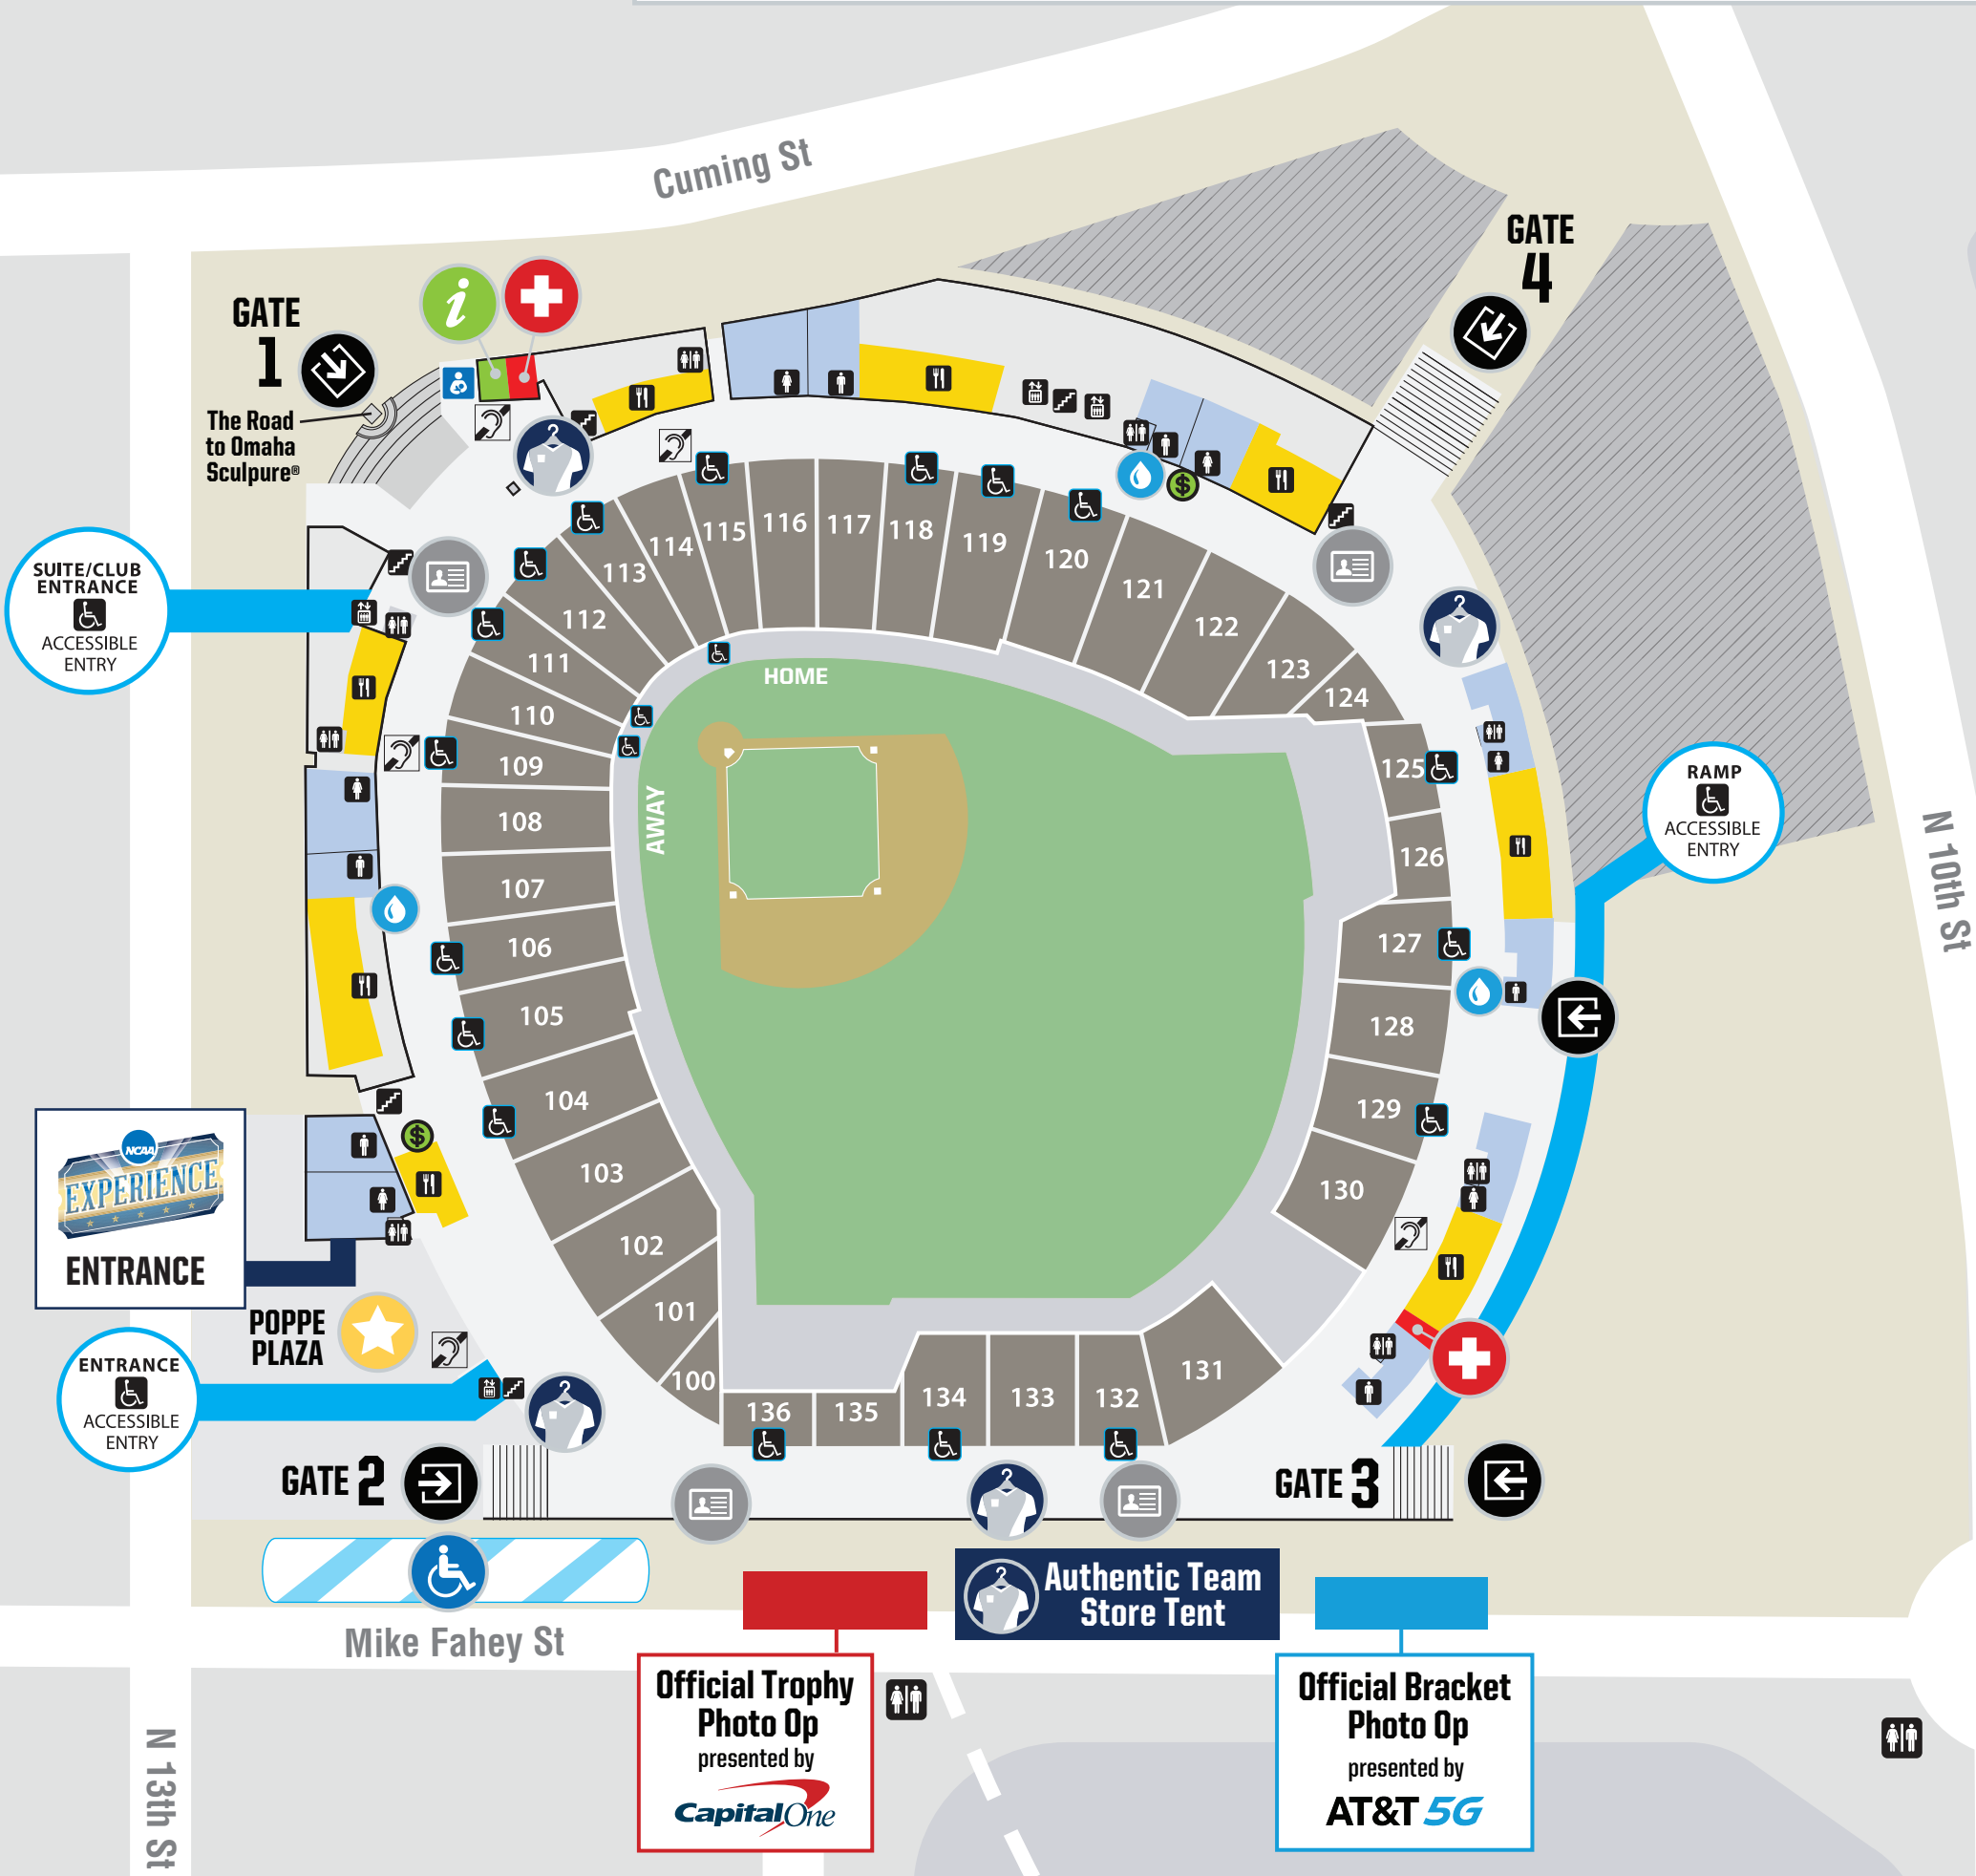 Cuming St
GATE
4
GATE
1
The Road
to Omaha
Sculpure®
i
$
SUITE/CLUB
ENTRANCE
ACCESSIBLE
ENTRY
116
117
118
115
114
119
120
113
121
112
122
111
123
110
124
HOME
109
125
RAMP
ACCESSIBLE
ENTRY
AWAY
108
126
107
127
106
N 10th St
105
128
104
129
$
103
130
NCAA
EXPERIENCE
ENTRANCE
102
101
POPPE
PLAZA
100
131
ENTRANCE
ACCESSIBLE
ENTRY
136
135
134
133
132
GATE 2
GATE 3
Authentic Team
Store Tent
Mike Fahey St
Official Trophy
Photo Op
presented by
CapitalOne
Official Bracket
Photo Op
presented by
AT&T 5G
N 13th St